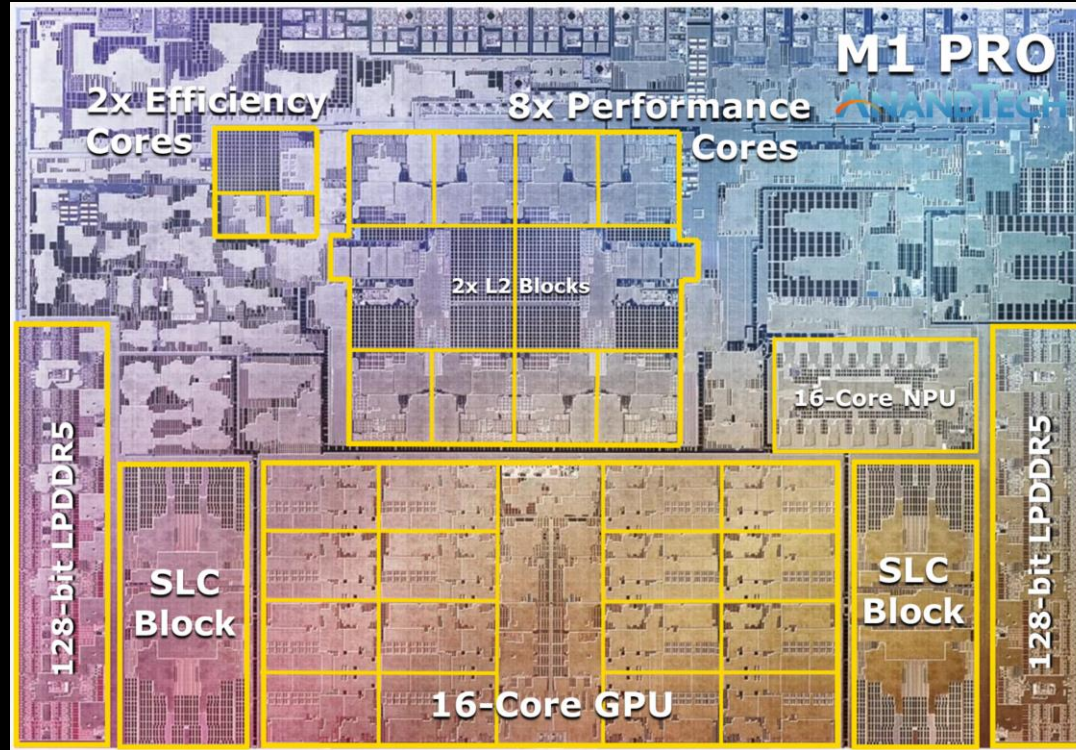 M1 PRO
ANANDTECH
2x Efficiency
Cores
8x Performance
Cores
2x L2 Blocks
16-Core NPU
128-bit LPDDR5
128-bit LPDDR5
SLC
Block
SLC
Block
16-Core GPU